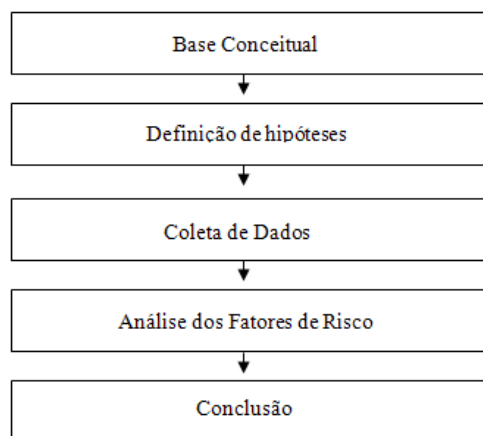 Base Conceitual
Definição de hipóteses
Coleta de Dados
Análise dos Fatores de Risco
Conclusão